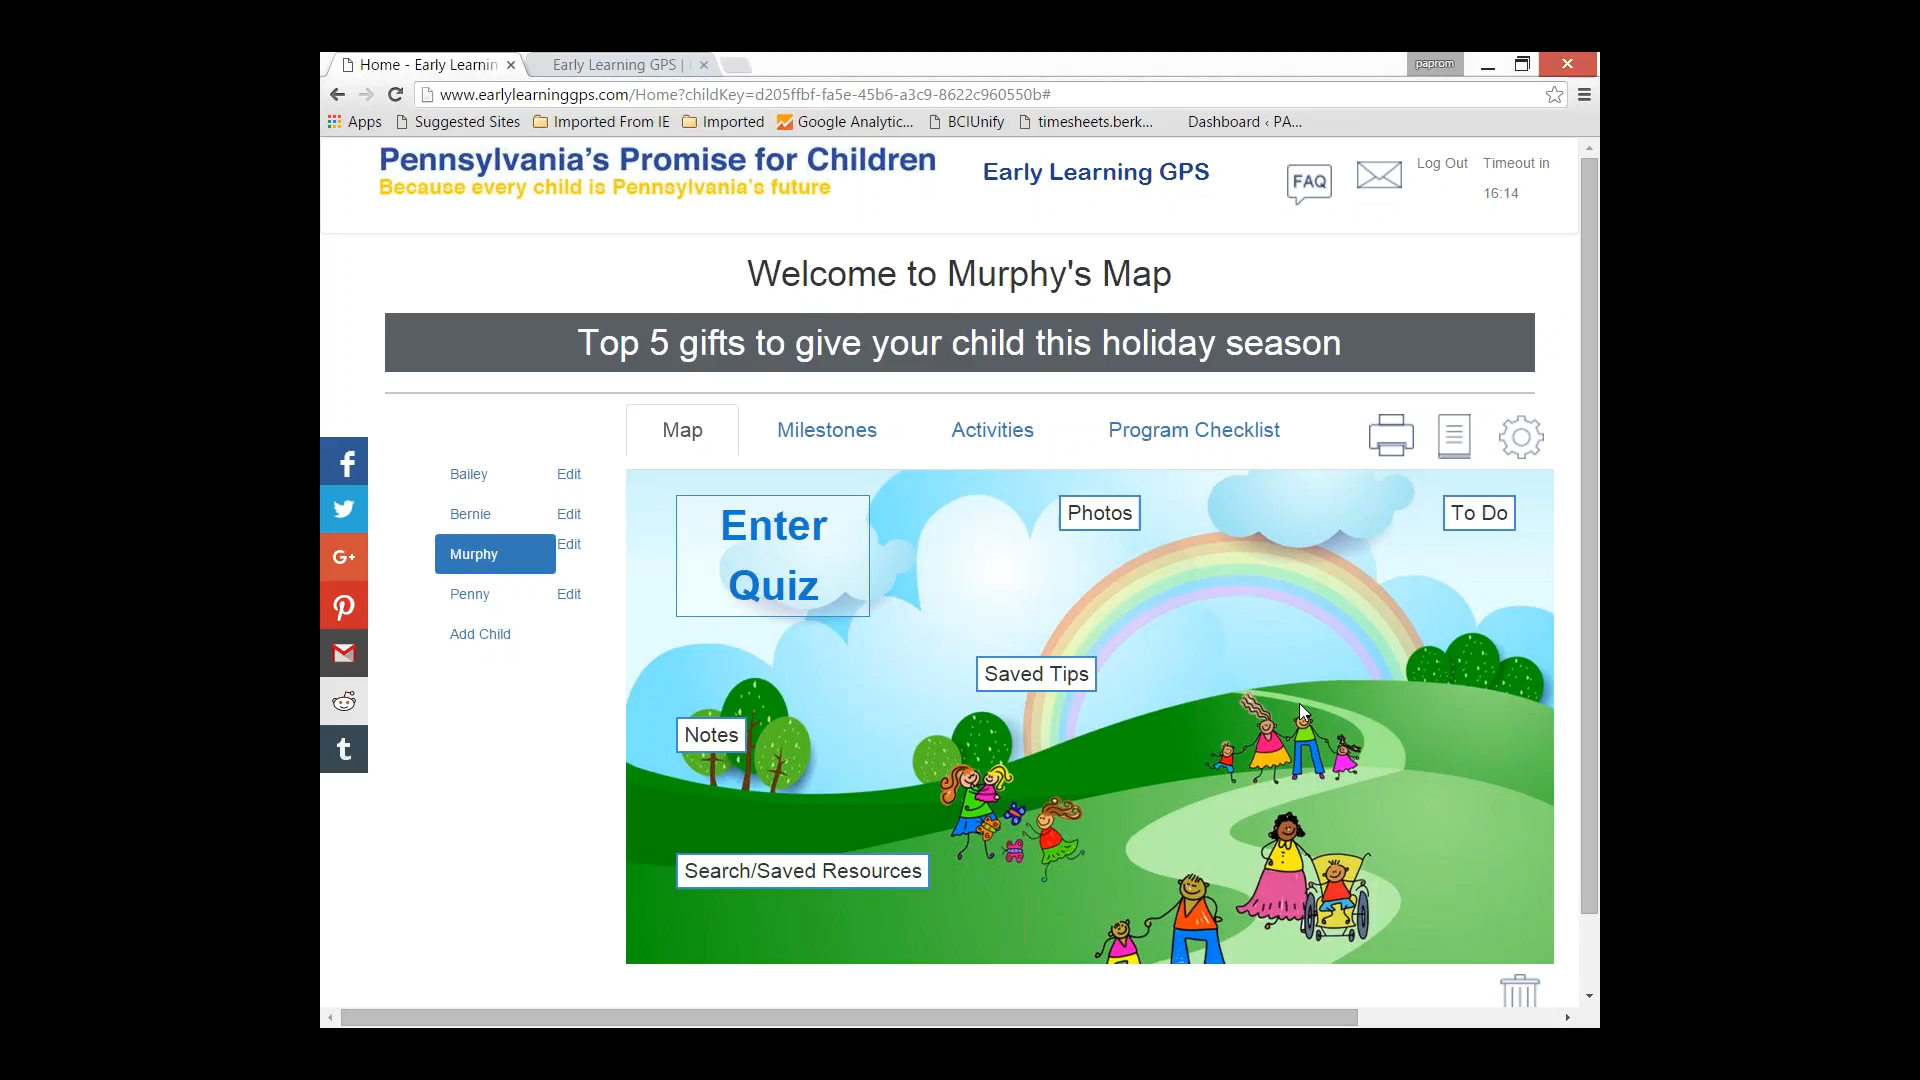 Home - Early Learnin
Early Learning GPS |
paprom
www.earlylearninggps.com/Home?childKey=d205ffbf-fa5e-45b6-a3c9-8622c960550b#
Apps Suggested Sites Imported From IE Imported Google Analytic... BCIUnify timesheets.berk... Dashboard ‹ PA...
Pennsylvania's Promise for Children
Because every child is Pennsylvania's future
Early Learning GPS
FAQ
Log Out
Timeout in
16:14
Welcome to Murphy's Map
Top 5 gifts to give your child this holiday season
Map Milestones Activities Program Checklist
Bailey Edit
Bernie Edit
Murphy Edit
Penny Edit
Add Child
Enter
Quiz
Photos
To Do
Saved Tips
Notes
Search/Saved Resources